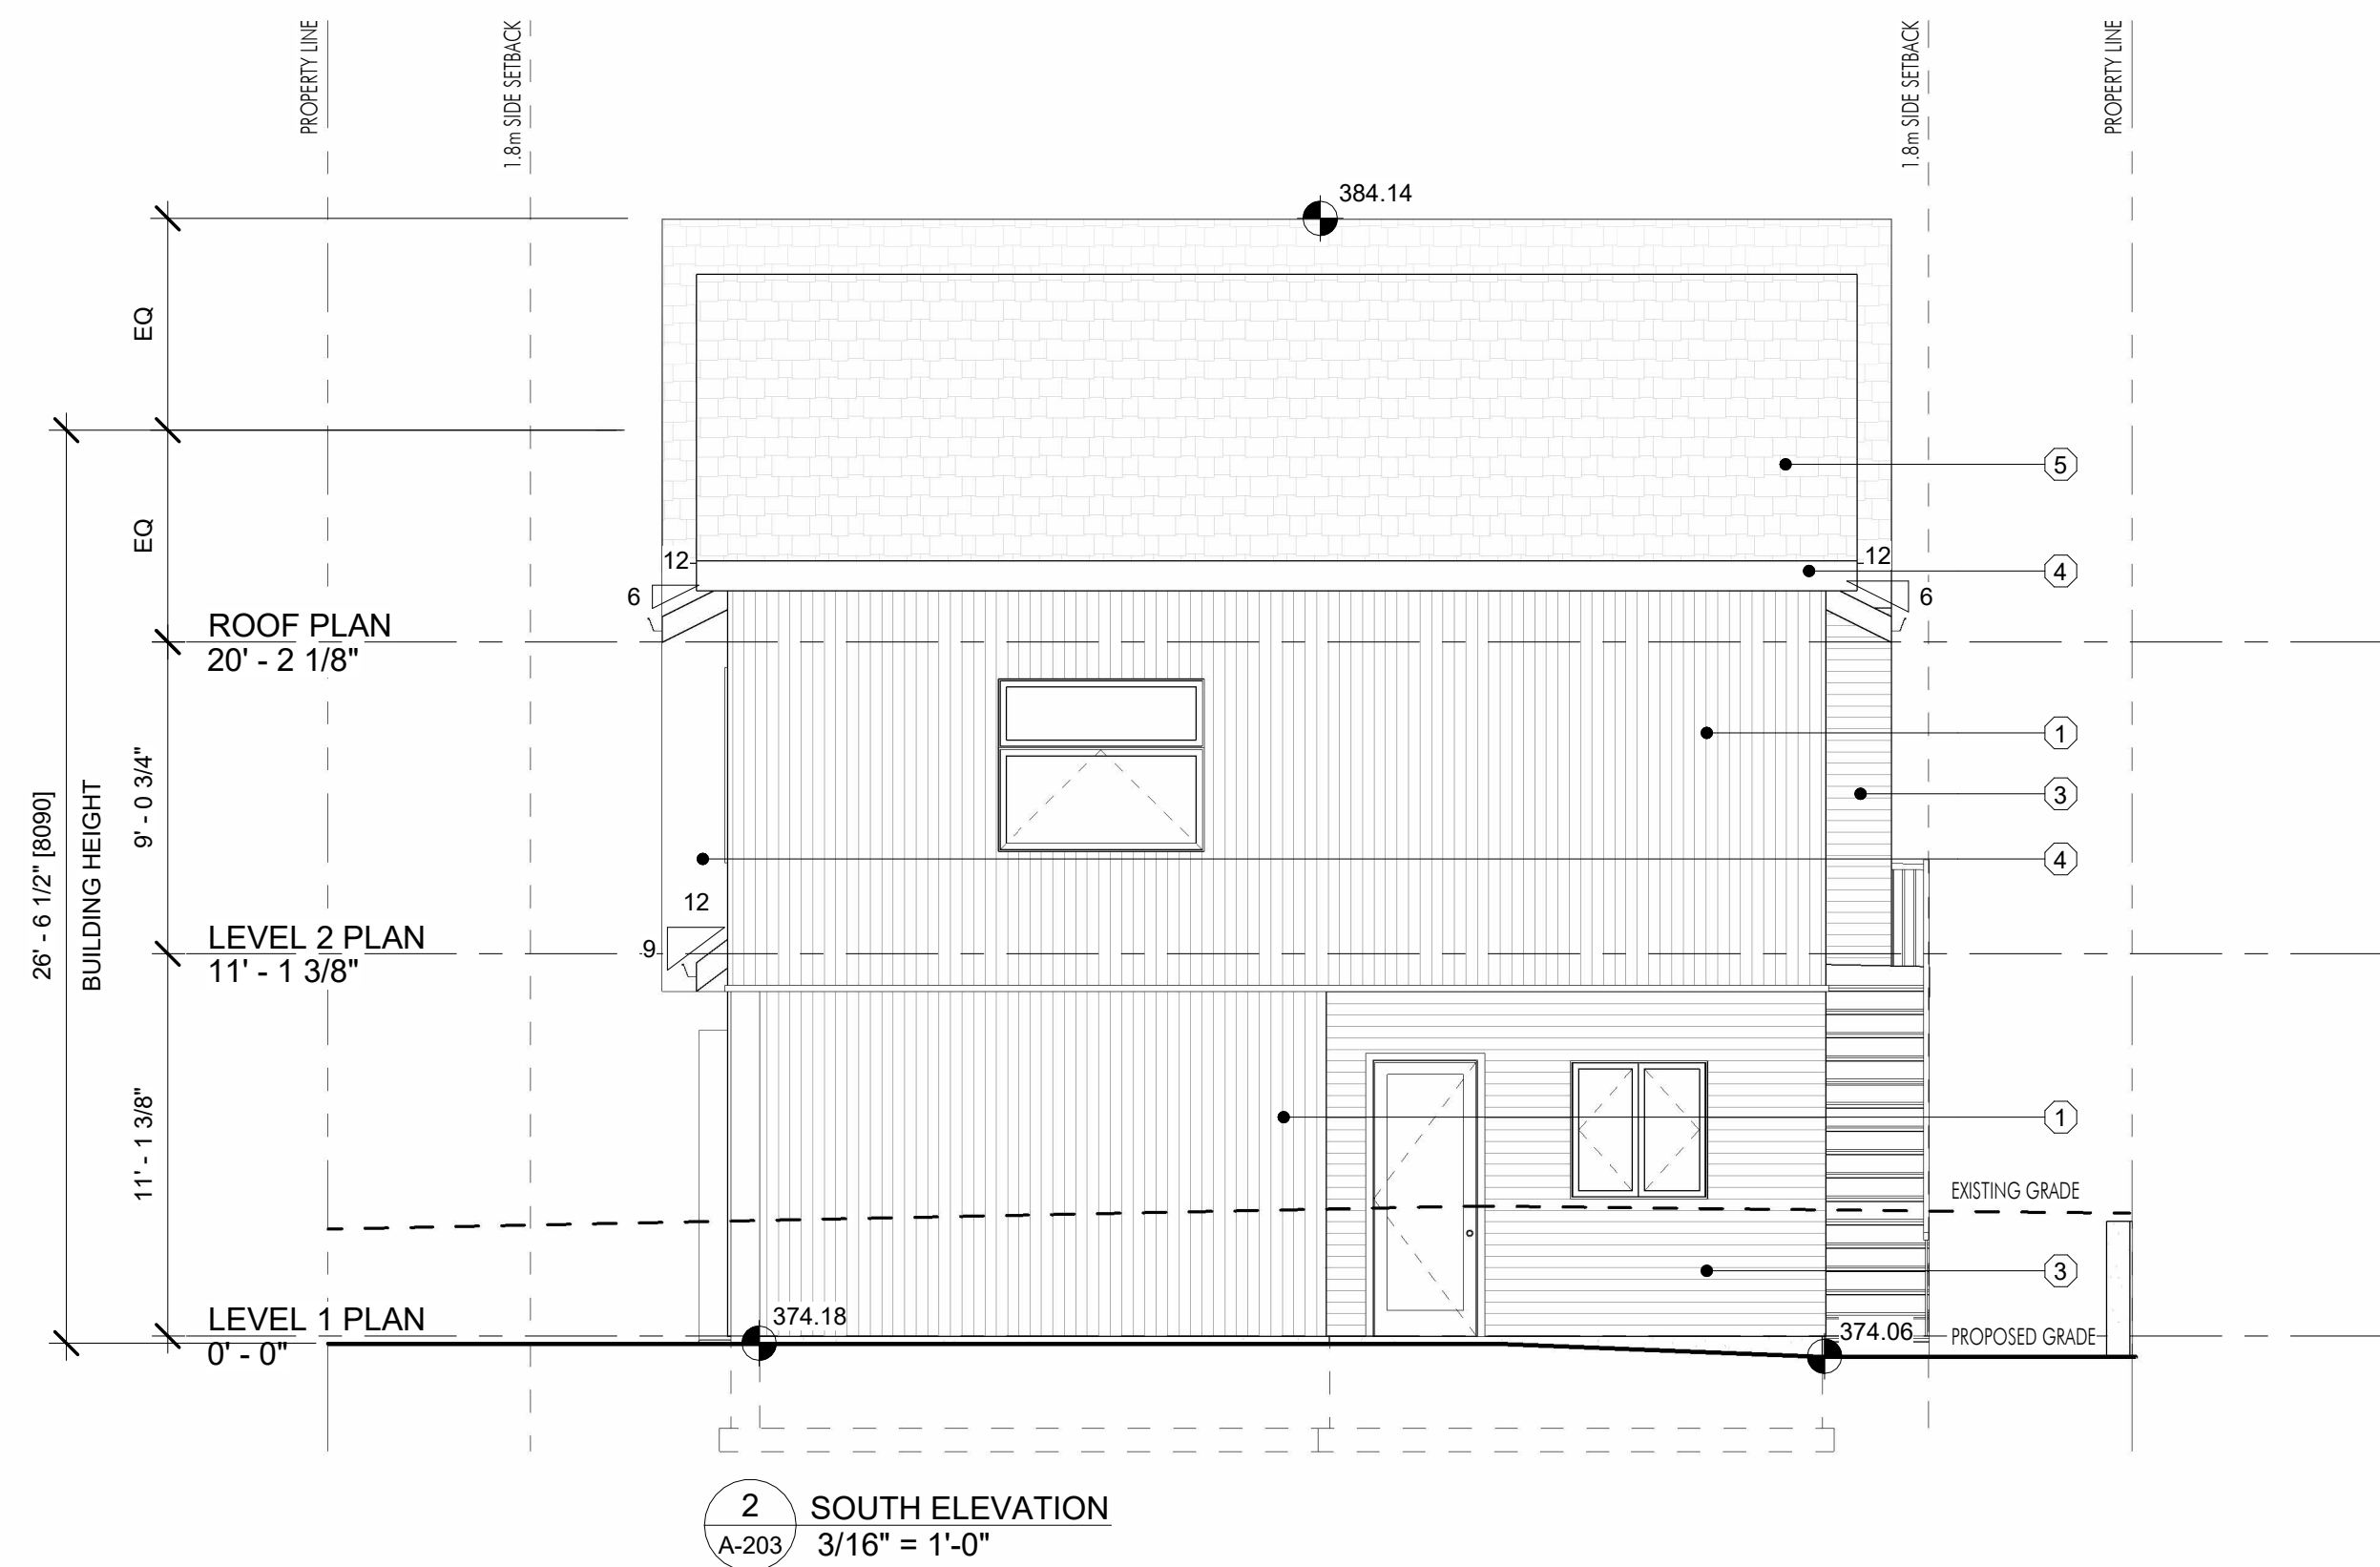 PROPERTY LINE
1.8m SIDE SETBACK
1.8m SIDE SETBACK
PROPERTY LINE
384.14
EQ
EQ
5
12
12
4
6
6
ROOF PLAN
20' - 2 1/8"
1
9' - 0 3/4"
3
26' - 6 1/2" [8090]
BUILDING HEIGHT
4
12
9
LEVEL 2 PLAN
11' - 1 3/8"
11' - 1 3/8"
1
EXISTING GRADE
3
LEVEL 1 PLAN
0' - 0"
374.18
374.06
PROPOSED GRADE
2
A-203
SOUTH ELEVATION
3/16" = 1'-0"